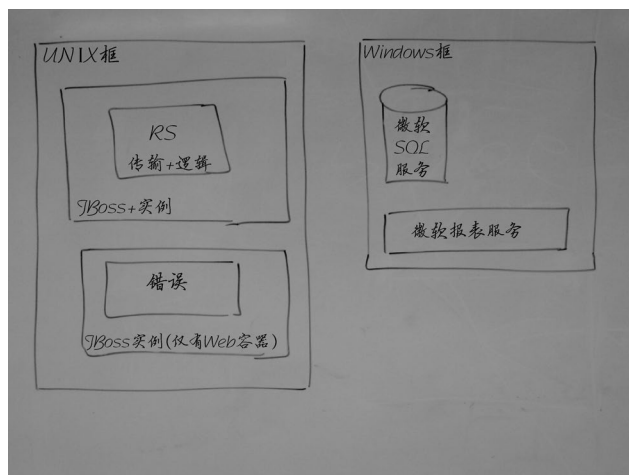 UNIX框
RS
传输+逻辑
JBoss+实例
错误
JBoss实例(仅有Web容器)
Windows框
微软
SQL
服务
微软报表服务